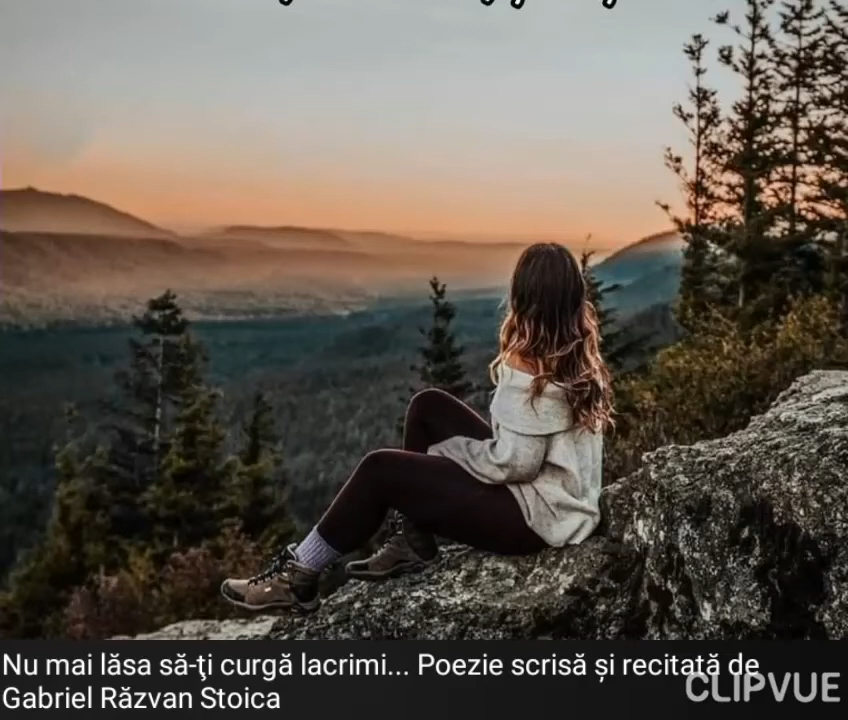 Nu mai lăsa să-ţi curgă lacrimi... Poezie scrisă și recitată de
Gabriel Răzvan Stoica
CLIPVUE